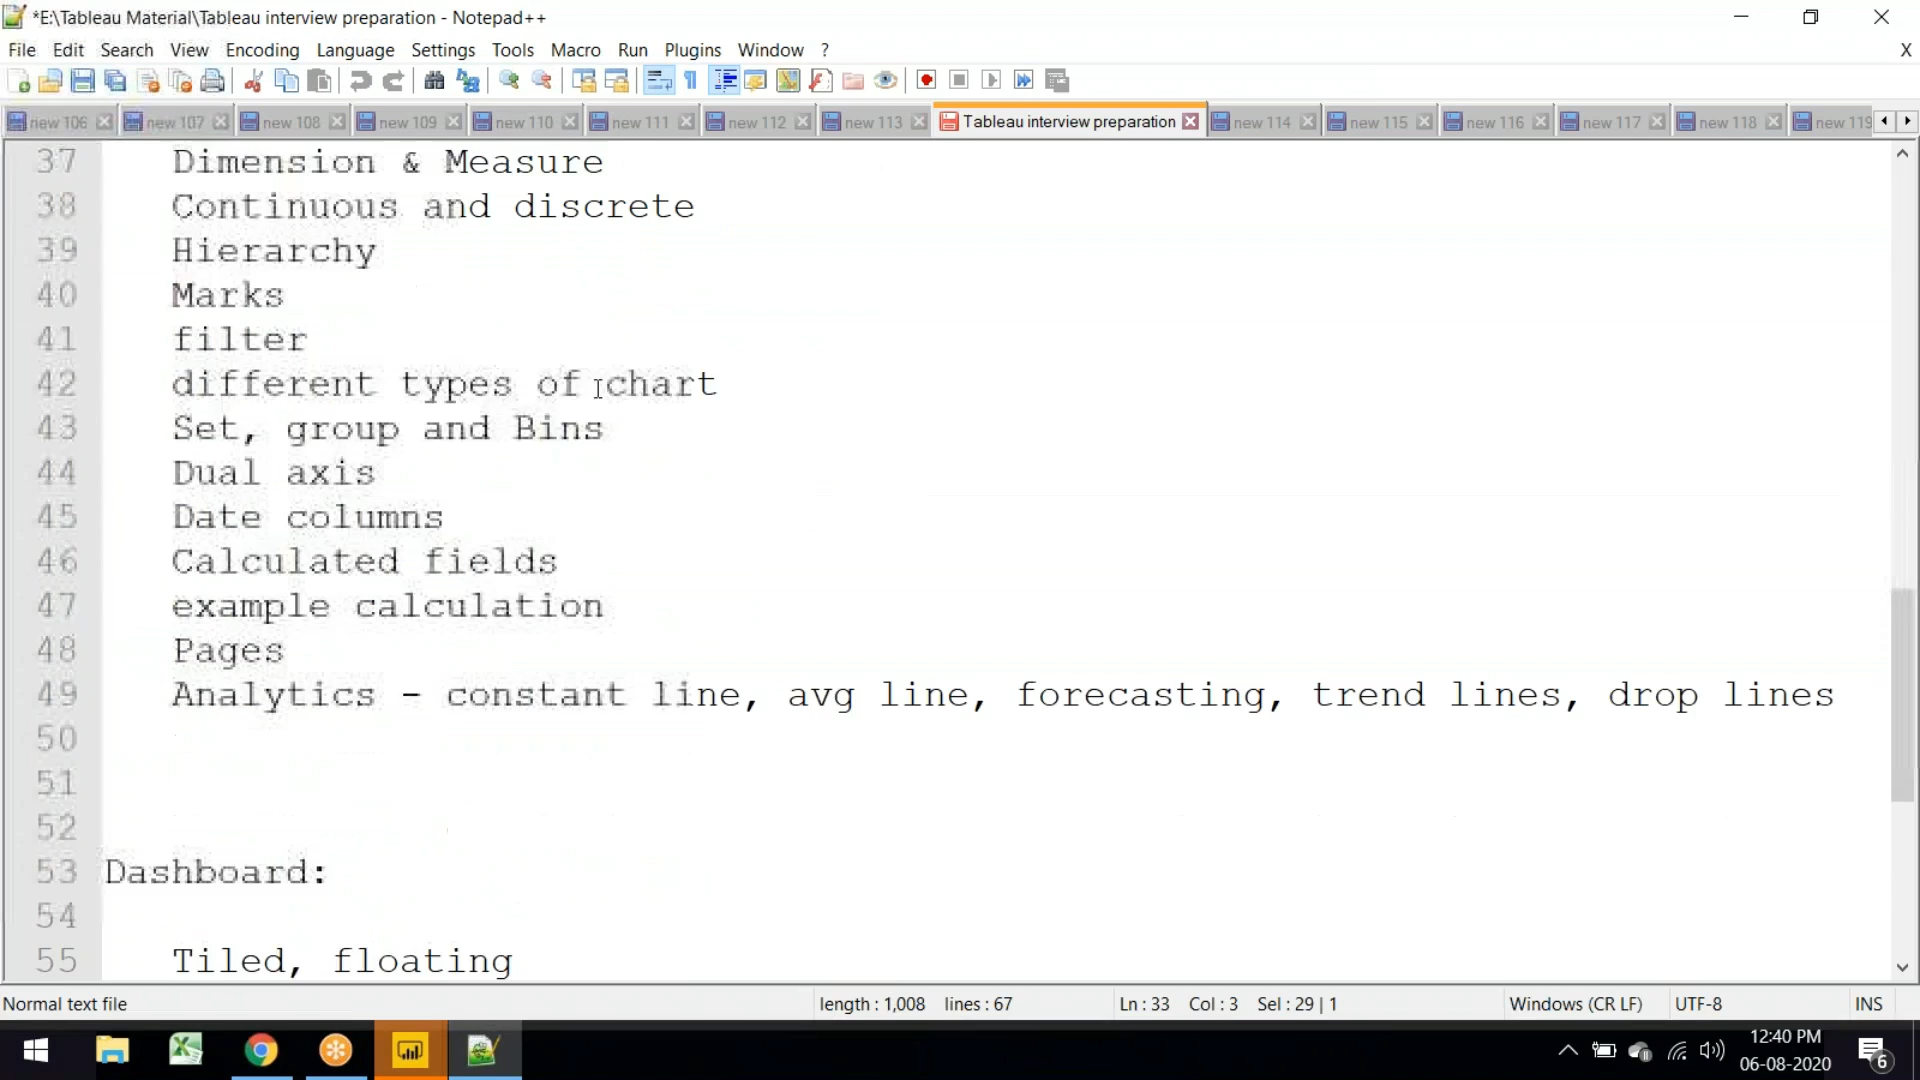 *E:\Tableau Material\Tableau interview preparation - Notepad++
File Edit Search View Encoding Language Settings Tools Macro Run Plugins Window ? X
new 106 new 107 new 108 new 109 new 110 new 111 new 112 new 113 Tableau interview preparation new 114 new 115 new 116 new 117 new 118 new 119
37 Dimension & Measure
38 Continuous and discrete
39 Hierarchy
40 Marks
41 filter
42 different types of chart
43 Set, group and Bins
44 Dual axis
45 Date columns
46 Calculated fields
47 example calculation
48 Pages
49 Analytics - constant line, avg line, forecasting, trend lines, drop lines
50
51
52
53 Dashboard:
54
55 Tiled, floating
Normal text file length : 1,008 lines : 67 Ln : 33 Col : 3 Sel : 29 | 1 Windows (CR LF) UTF-8 INS
12:40 PM
06-08-2020
6